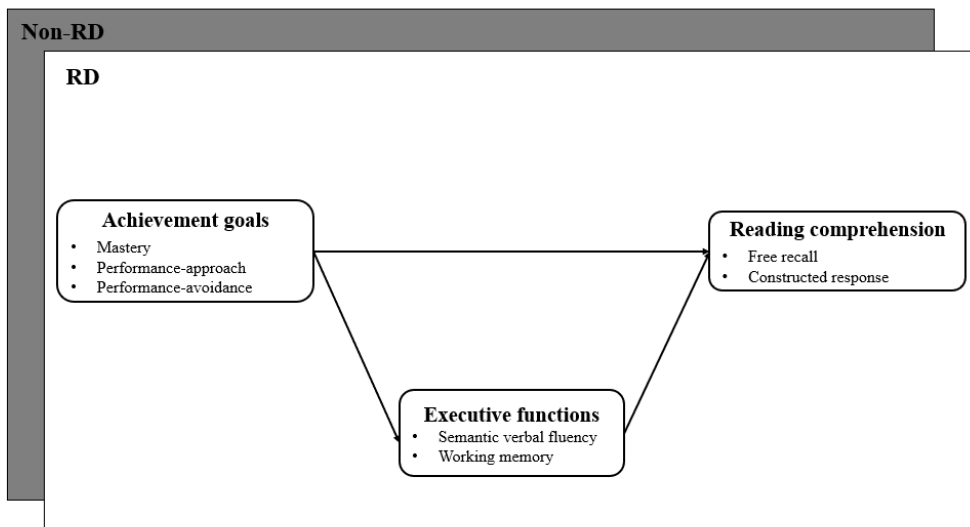 Non-RD
RD
Achievement goals
• Mastery
• Performance-approach
• Performance-avoidance
Reading comprehension
• Free recall
• Constructed response
Executive functions
• Semantic verbal fluency
• Working memory